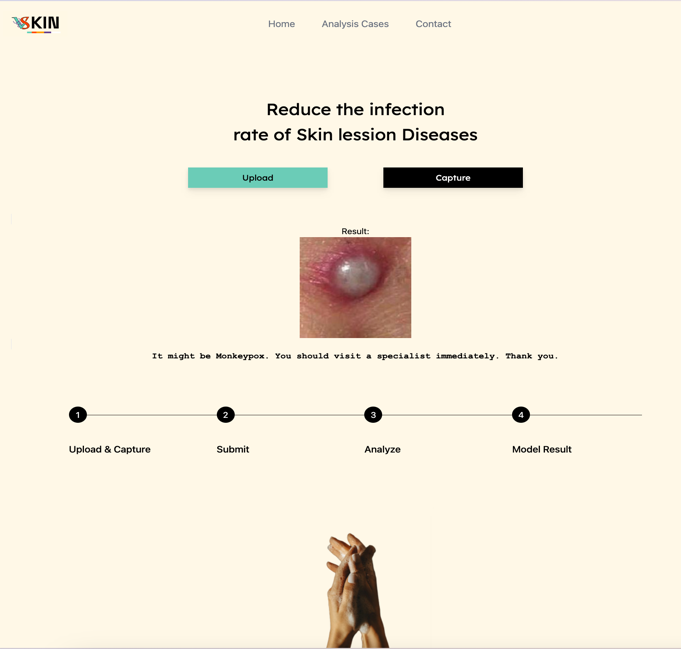 SKIN
Home Analysis Cases Contact
Reduce the infection
rate of Skin lession Diseases
Upload Capture
Result:
It might be Monkeypox. You should visit a specialist immediately. Thank you.
1 2 3 4
Upload & Capture Submit Analyze Model Result